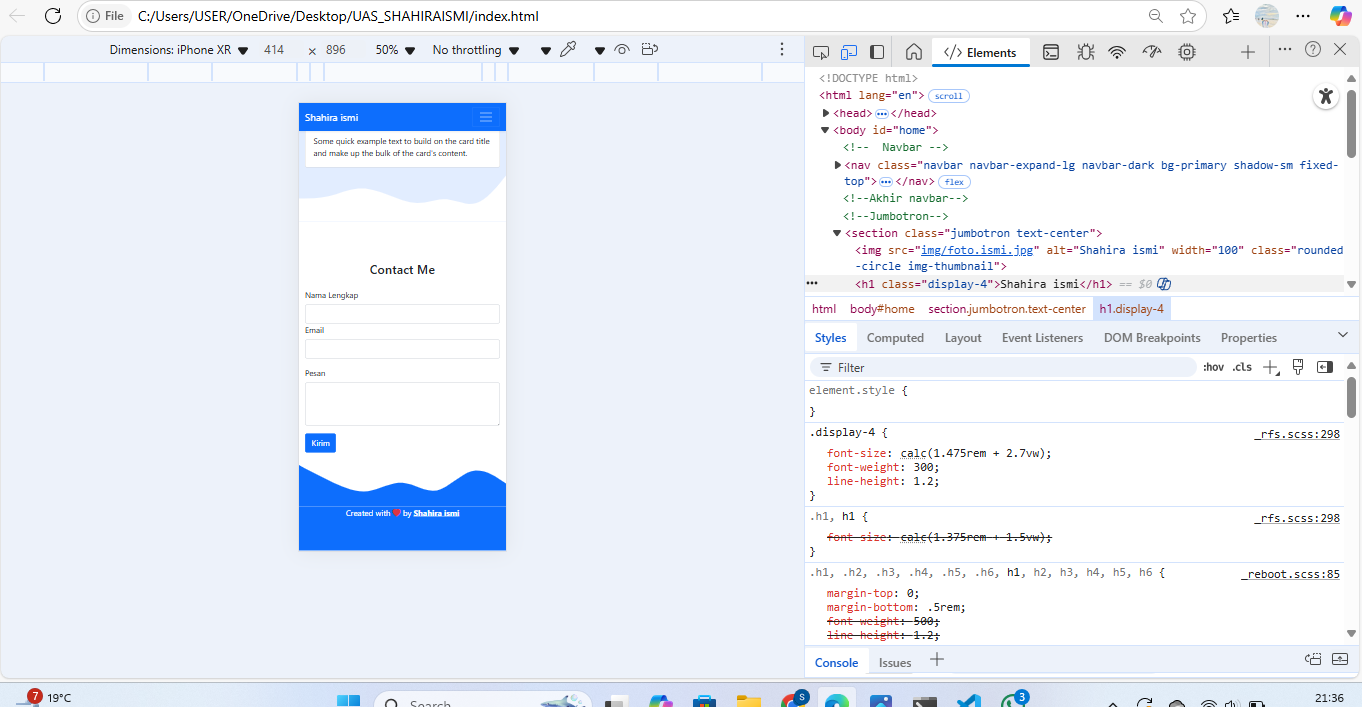 File C:/Users/USER/OneDrive/Desktop/UAS_SHAHIRAISMI/index.html
Dimensions: iPhone XR 414 × 896 50% No throttling
Elements
Shahira ismi
Some quick example text to build on the card title
and make up the bulk of the card's content.
Contact Me
Nama Lengkap
Email
Pesan
Kirim
Created with ❤️ by Shahira ismi
<!DOCTYPE html>
<html lang="en"> scroll
<head> ••• </head>
<body id="home">
<!--  Navbar -->
<nav class="navbar navbar-expand-lg navbar-dark bg-primary shadow-sm fixed-
top"> ••• </nav> flex
<!--Akhir navbar-->
<!--Jumbotron-->
<section class="jumbotron text-center">
<img src="img/foto.ismi.jpg" alt="Shahira ismi" width="100" class="rounded
-circle img-thumbnail">
••• <h1 class="display-4">Shahira ismi</h1> == $0
html body#home section.jumbotron.text-center h1.display-4
Styles Computed Layout Event Listeners DOM Breakpoints Properties
Filter :hov .cls
element.style {
}
.display-4 { _rfs.scss:298
font-size: calc(1.475rem + 2.7vw);
font-weight: 300;
line-height: 1.2;
}
.h1, h1 { _rfs.scss:298
font-size: calc(1.375rem + 1.5vw);
}
.h1, .h2, .h3, .h4, .h5, .h6, h1, h2, h3, h4, h5, h6 { _reboot.scss:85
margin-top: 0;
margin-bottom: .5rem;
font-weight: 500;
line-height: 1.2;
Console Issues
7 19°C
Search
S
3
21:36